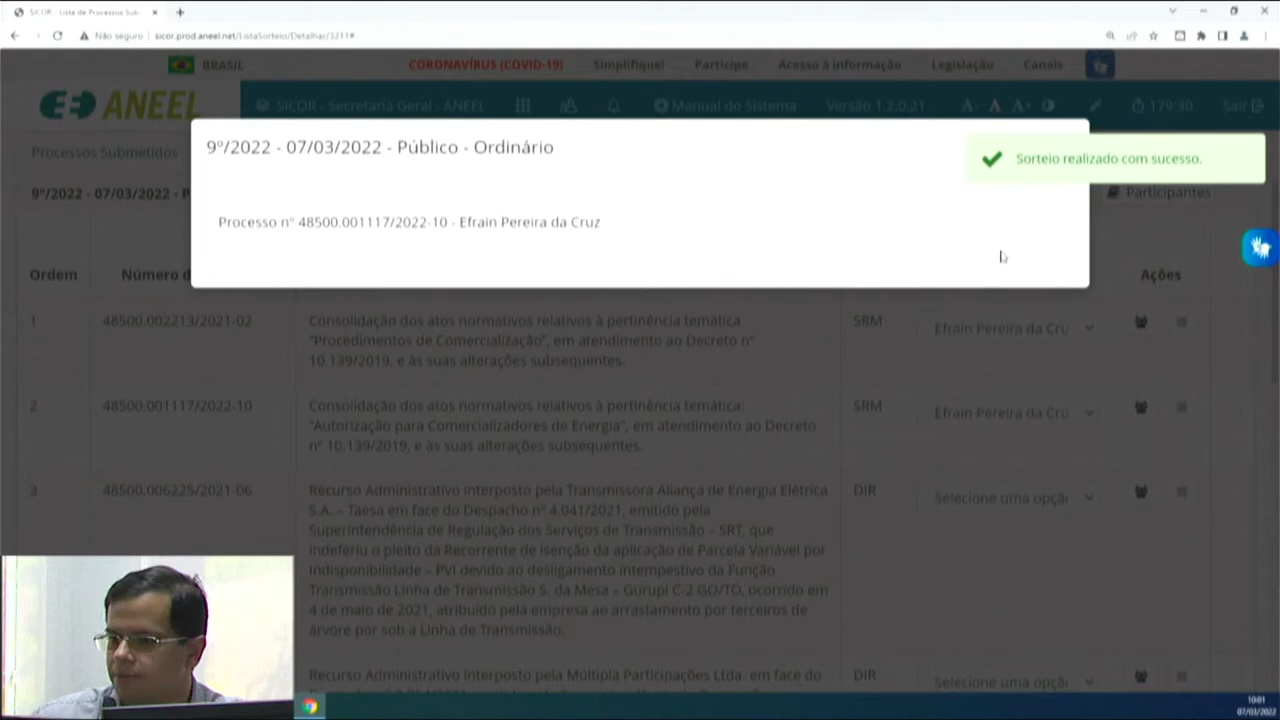 SICOR - Lista de Processos Sub
Não seguro | sicor.prod.aneel.net/ListaSorteio/Detalhar/3211#
BRASIL
CORONAVÍRUS (COVID-19)
Simplifique!
Participe
Acesso à informação
Legislação
Canais
ANEEL
SICOR - Secretaria Geral - ANEEL
Manual do Sistema
Versão 1.2.0.21
A-
A
A+
179:30
Sair
Processos Submetidos
9º/2022 - 07/03/2022 - Público - Ordinário
Sorteio realizado com sucesso.
9º/2022 - 07/03/2022 - P
Participantes
Processo nº 48500.001117/2022-10 - Efrain Pereira da Cruz
Ordem
Número d
Ações
1
48500.002213/2021-02
Consolidação dos atos normativos relativos à pertinência temática
"Procedimentos de Comercialização", em atendimento ao Decreto nº
10.139/2019, e às suas alterações subsequentes.
SRM
Efrain Pereira da Cru
2
48500.001117/2022-10
Consolidação dos atos normativos relativos à pertinência temática:
"Autorização para Comercializadores de Energia", em atendimento ao Decreto
nº 10.139/2019, e às suas alterações subsequentes.
SRM
Efrain Pereira da Cru
3
48500.006225/2021-06
Recurso Administrativo interposto pela Transmissora Aliança de Energia Elétrica
S.A. – Taesa em face do Despacho nº 4.041/2021, emitido pela
Superintendência de Regulação dos Serviços de Transmissão – SRT, que
indeferiu o pleito da Recorrente de isenção da aplicação de Parcela Variável por
Indisponibilidade – PVI devido ao desligamento intempestivo da Função
Transmissão Linha de Transmissão S. da Mesa – Gurupi C-2 GO/TO, ocorrido em
4 de maio de 2021, atribuído pela empresa ao arrastamento por terceiros de
árvore por sob a Linha de Transmissão.
DIR
Selecione uma opçã
Recurso Administrativo interposto pela Múltipla Participações Ltda. em face do
DIR
Selecione uma opçã
10:01
07/03/2022